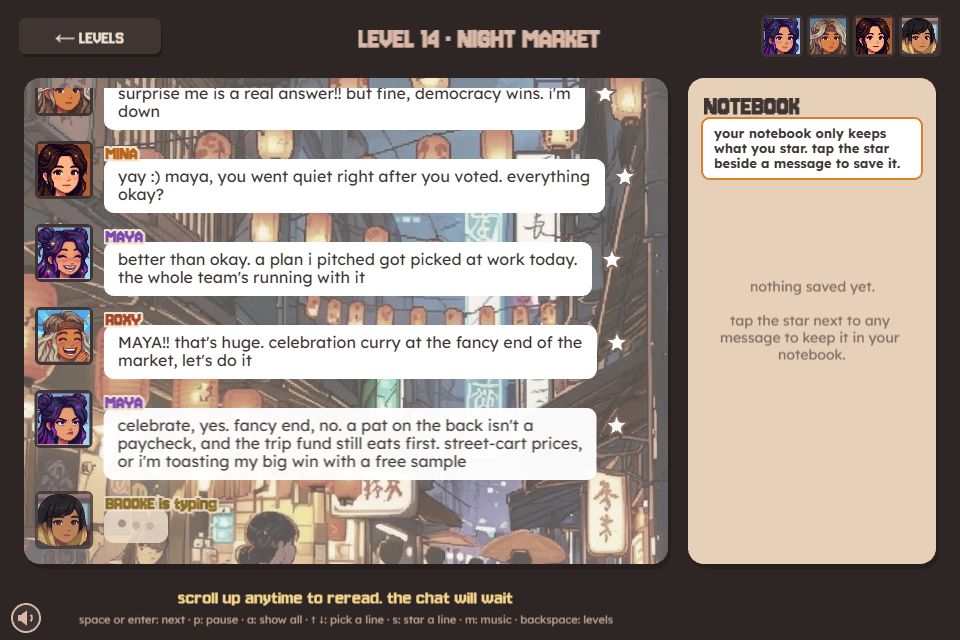 ← LEVELS
LEVEL 14 · NIGHT MARKET
surprise me is a real answer!! but fine, democracy wins. i'm
down
MINA
yay :) maya, you went quiet right after you voted. everything
okay?
MAYA
better than okay. a plan i pitched got picked at work today.
the whole team's running with it
ROXY
MAYA!! that's huge. celebration curry at the fancy end of the
market, let's do it
MAYA
celebrate, yes. fancy end, no. a pat on the back isn't a
paycheck, and the trip fund still eats first. street-cart prices,
or i'm toasting my big win with a free sample
BROOKE is typing
NOTEBOOK
your notebook only keeps
what you star. tap the star
beside a message to save it.
nothing saved yet.
tap the star next to any
message to keep it in your
notebook.
scroll up anytime to reread. the chat will wait
space or enter: next · p: pause · a: show all · ↑ ↓: pick a line · s: star a line · m: music · backspace: levels